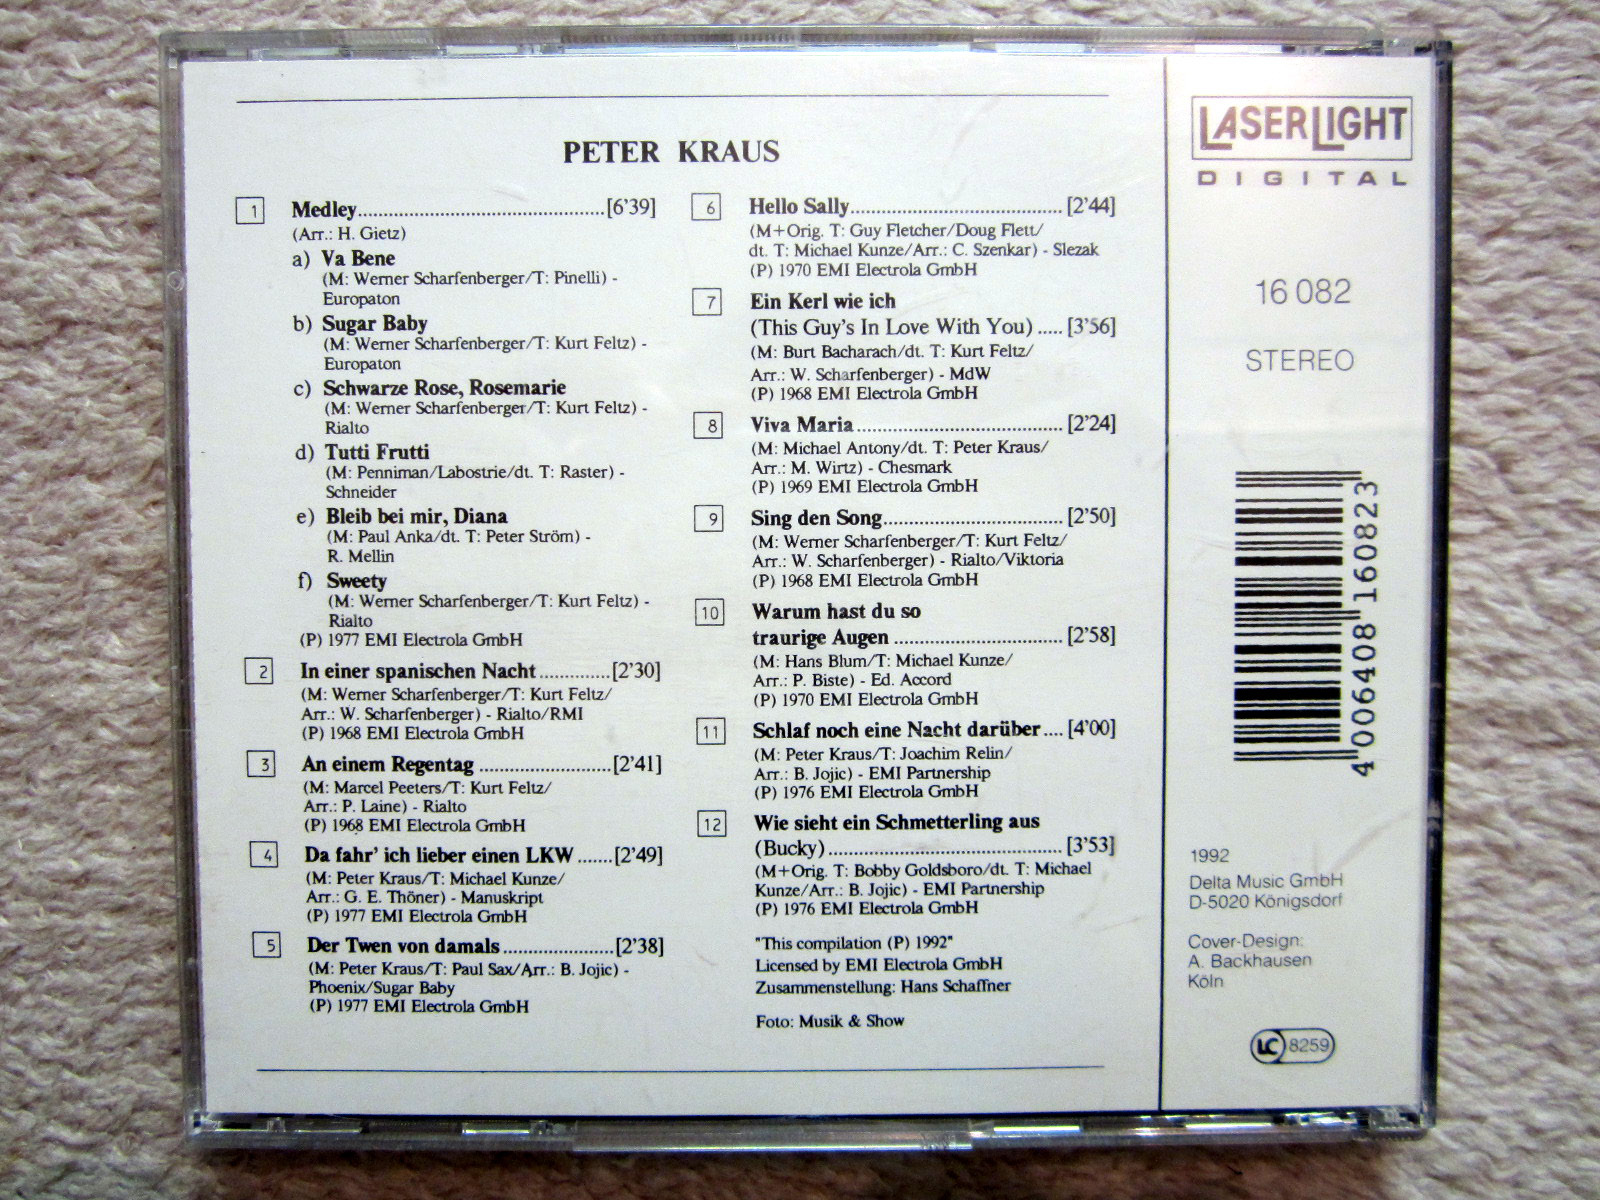 PETER KRAUS
1 Medley........................................[6'39]
(Arr.: H. Gietz)
a) Va Bene
(M: Werner Scharfenberger/T: Pinelli) -
Europaton
b) Sugar Baby
(M: Werner Scharfenberger/T: Kurt Feltz) -
Europaton
c) Schwarze Rose, Rosemarie
(M: Werner Scharfenberger/T: Kurt Feltz) -
Rialto
d) Tutti Frutti
(M: Penniman/Labostrie/dt. T: Raster) -
Schneider
e) Bleib bei mir, Diana
(M: Paul Anka/dt. T: Peter Ström) -
R. Mellin
f) Sweety
(M: Werner Scharfenberger/T: Kurt Feltz) -
Rialto
(P) 1977 EMI Electrola GmbH
2 In einer spanischen Nacht.............[2'30]
(M: Werner Scharfenberger/T: Kurt Feltz/
Arr.: W. Scharfenberger) - Rialto/RMI
(P) 1968 EMI Electrola GmbH
3 An einem Regentag ......................[2'41]
(M: Marcel Peeters/T: Kurt Feltz/
Arr.: P. Laine) - Rialto
(P) 1968 EMI Electrola GmbH
4 Da fahr' ich lieber einen LKW ......[2'49]
(M: Peter Kraus/T: Michael Kunze/
Arr.: G. E. Thöner) - Manuskript
(P) 1977 EMI Electrola GmbH
5 Der Twen von damals...................[2'38]
(M: Peter Kraus/T: Paul Sax/Arr.: B. Jojic) -
Phoenix/Sugar Baby
(P) 1977 EMI Electrola GmbH
6 Hello Sally................................... [2'44]
(M+Orig. T: Guy Fletcher/Doug Flett/
dt. T: Michael Kunze/Arr.: C. Szenkar) - Slezak
(P) 1970 EMI Electrola GmbH
7 Ein Kerl wie ich
(This Guy's In Love With You) ..... [3'56]
(M: Burt Bacharach/dt. T: Kurt Feltz/
Arr.: W. Scharfenberger) - MdW
(P) 1968 EMI Electrola GmbH
8 Viva Maria.................................. [2'24]
(M: Michael Antony/dt. T: Peter Kraus/
Arr.: M. Wirtz) - Chesmark
(P) 1969 EMI Electrola GmbH
9 Sing den Song.............................. [2'50]
(M: Werner Scharfenberger/T: Kurt Feltz/
Arr.: W. Scharfenberger) - Rialto/Viktoria
(P) 1968 EMI Electrola GmbH
10 Warum hast du so
traurige Augen ............................ [2'58]
(M: Hans Blum/T: Michael Kunze/
Arr.: P. Biste) - Ed. Accord
(P) 1970 EMI Electrola GmbH
11 Schlaf noch eine Nacht darüber.... [4'00]
(M: Peter Kraus/T: Joachim Relin/
Arr.: B. Jojic) - EMI Partnership
(P) 1976 EMI Electrola GmbH
12 Wie sieht ein Schmetterling aus
(Bucky)....................................... [3'53]
(M+Orig. T: Bobby Goldsboro/dt. T: Michael
Kunze/Arr.: B. Jojic) - EMI Partnership
(P) 1976 EMI Electrola GmbH
"This compilation (P) 1992"
Licensed by EMI Electrola GmbH
Zusammenstellung: Hans Schaffner
Foto: Musik & Show
LASERLIGHT
DIGITAL
16 082
STEREO
4 006408 160823
1992
Delta Music GmbH
D-5020 Königsdorf
Cover-Design:
A. Backhausen
Köln
LC 8259